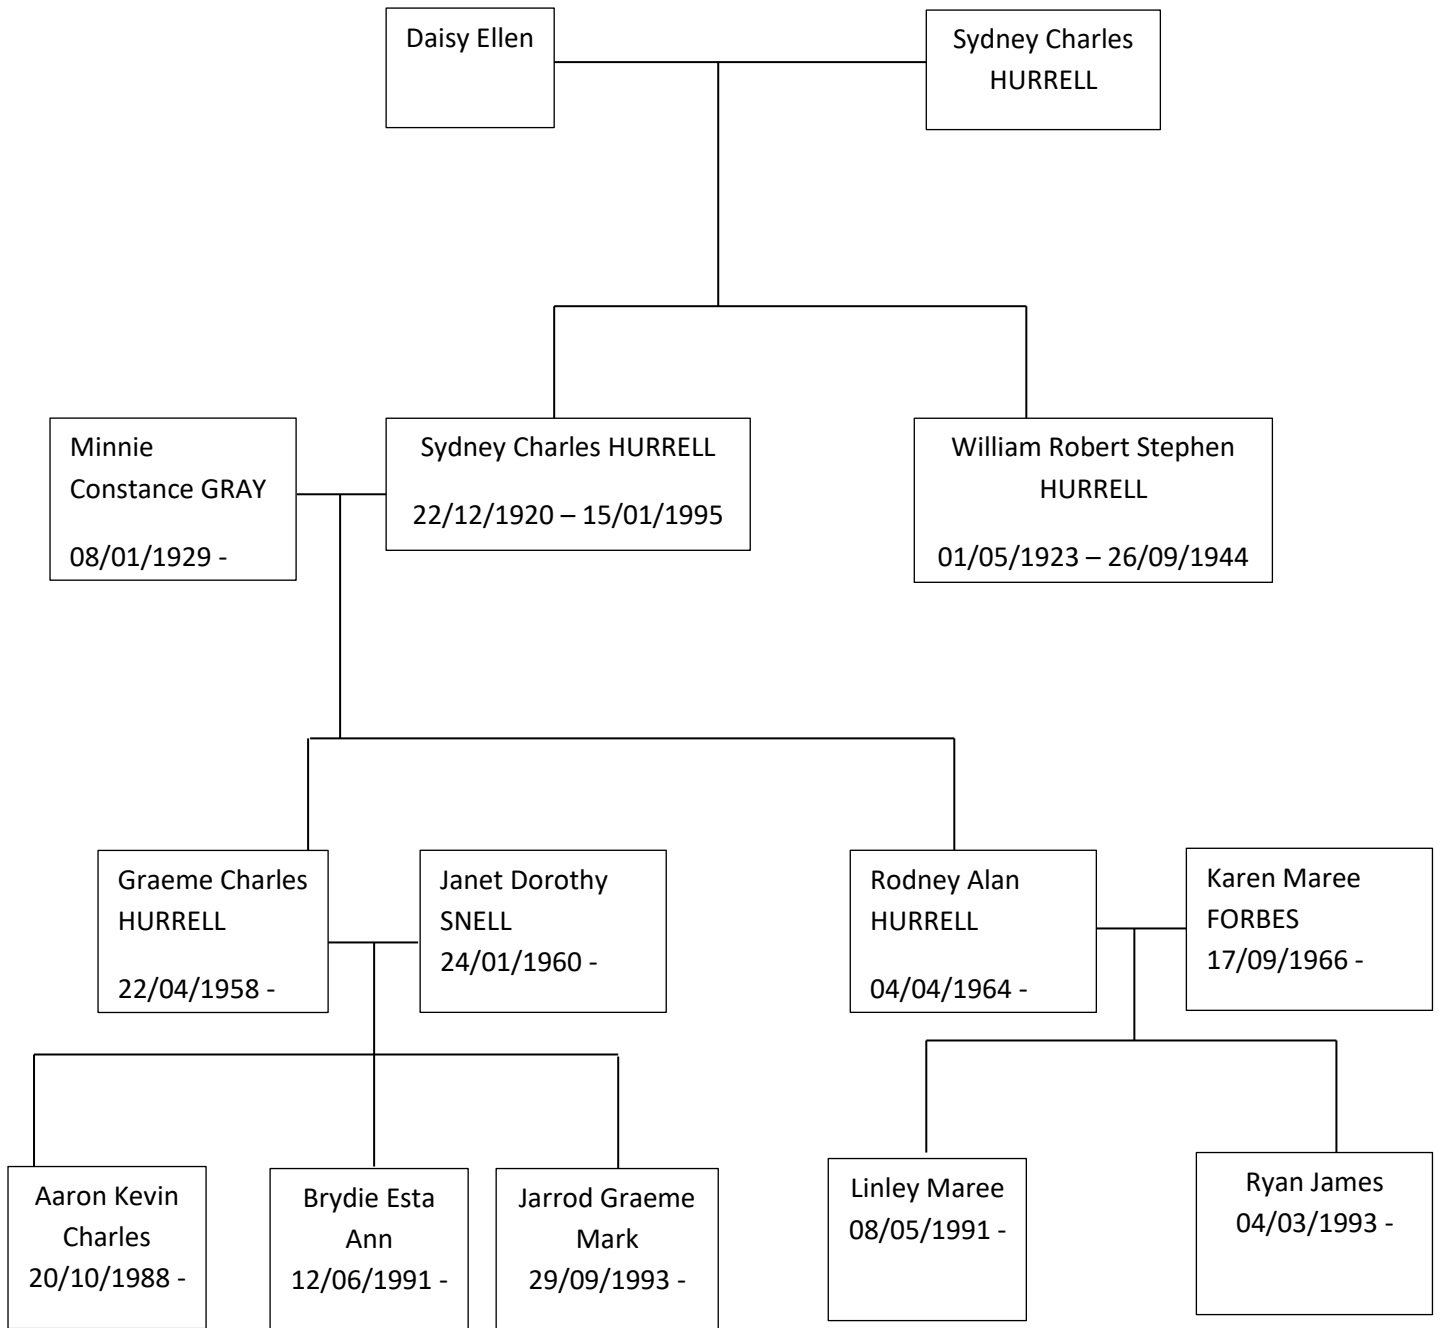 Daisy Ellen
Sydney Charles
HURRELL
Minnie
Constance GRAY
08/01/1929 -
Sydney Charles HURRELL
22/12/1920 – 15/01/1995
William Robert Stephen
HURRELL
01/05/1923 – 26/09/1944
Graeme Charles
HURRELL
22/04/1958 -
Janet Dorothy
SNELL
24/01/1960 -
Rodney Alan
HURRELL
04/04/1964 -
Karen Maree
FORBES
17/09/1966 -
Aaron Kevin
Charles
20/10/1988 -
Brydie Esta
Ann
12/06/1991 -
Jarrod Graeme
Mark
29/09/1993 -
Linley Maree
08/05/1991 -
Ryan James
04/03/1993 -